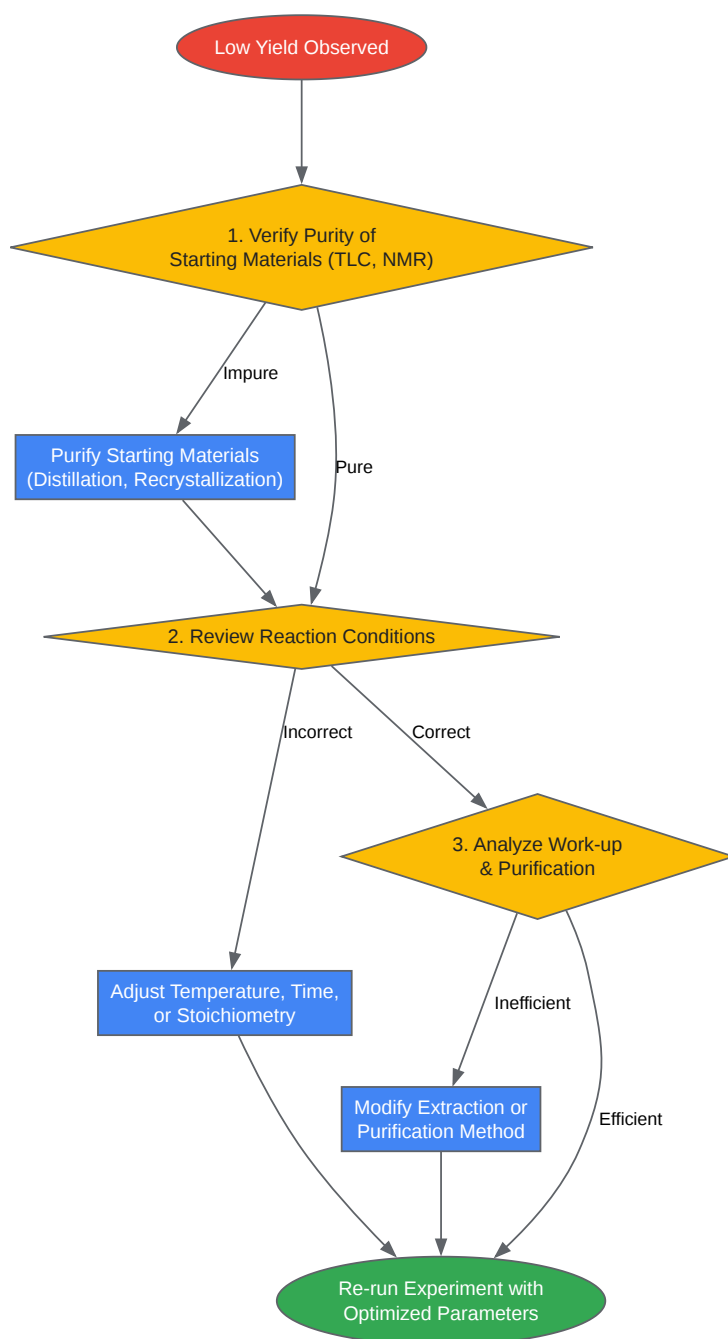 Low Yield Observed
1. Verify Purity of
Starting Materials (TLC, NMR)
Impure
Purify Starting Materials
(Distillation, Recrystallization)
Pure
2. Review Reaction Conditions
Incorrect
Correct
3. Analyze Work-up
& Purification
Adjust Temperature, Time,
or Stoichiometry
Inefficient
Modify Extraction or
Purification Method
Efficient
Re-run Experiment with
Optimized Parameters